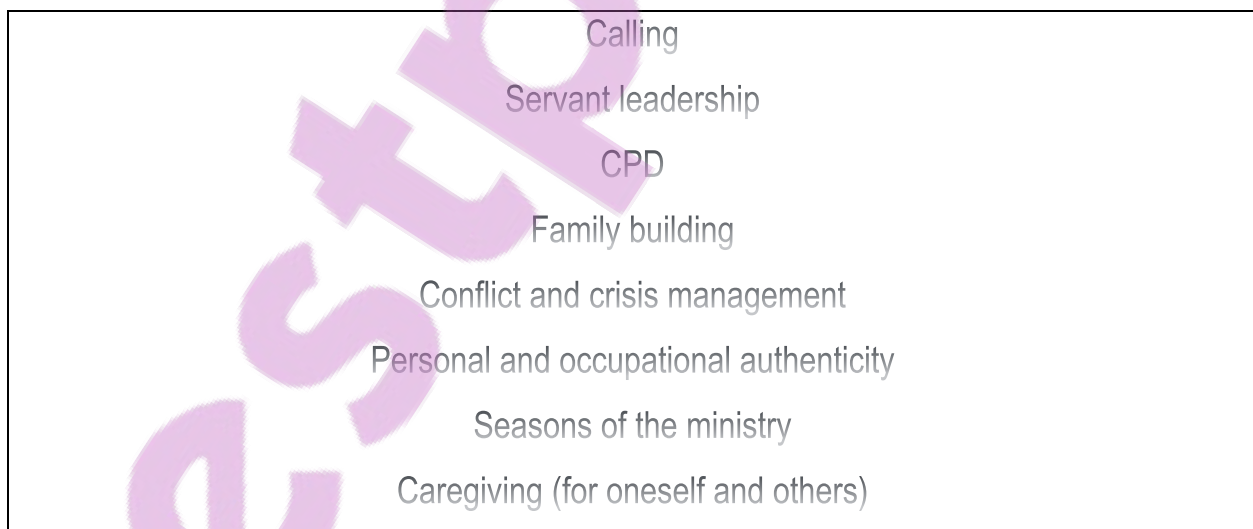 Calling
Servant leadership
CPD
Family building
Conflict and crisis management
Personal and occupational authenticity
Seasons of the ministry
Caregiving (for oneself and others)
estp